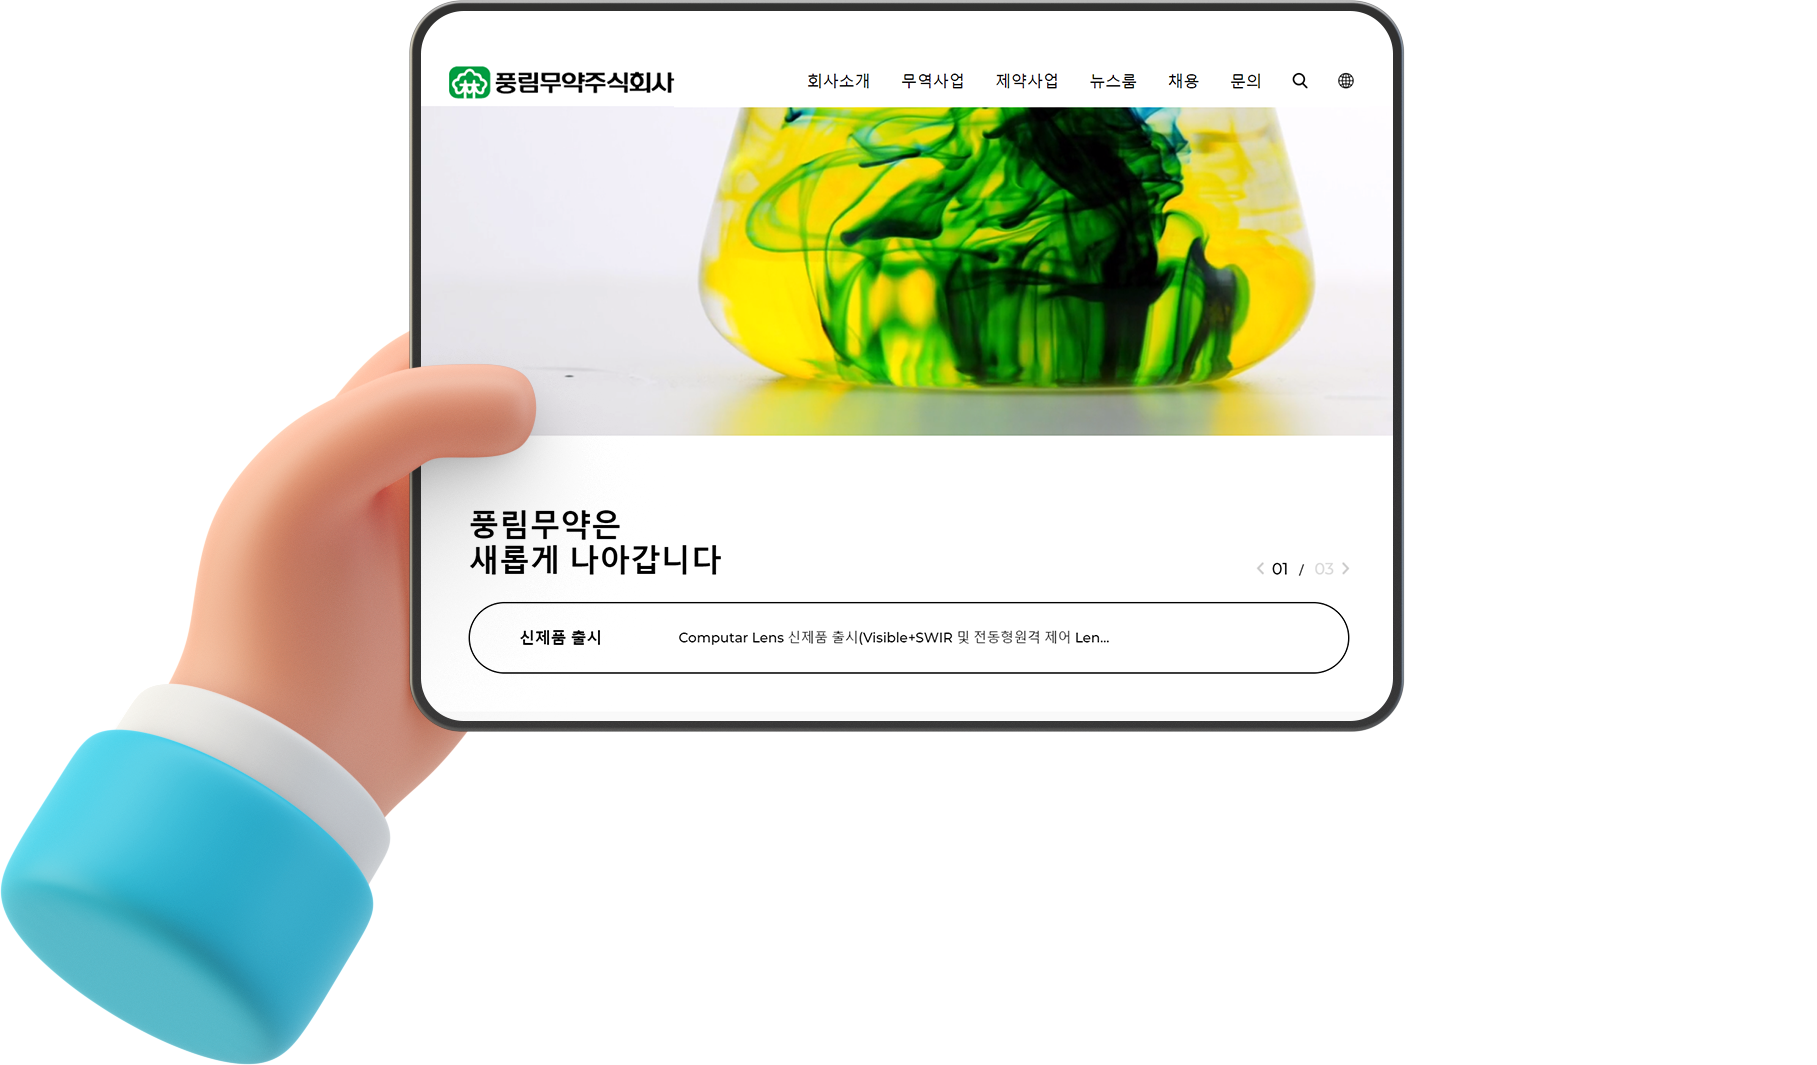 풍림무약주식회사
회사소개 무역사업 제약사업 뉴스룸 채용 문의
풍림무약은
새롭게 나아갑니다
01 / 03
신제품 출시 Computar Lens 신제품 출시(Visible+SWIR 및 전동형원격 제어 Len...